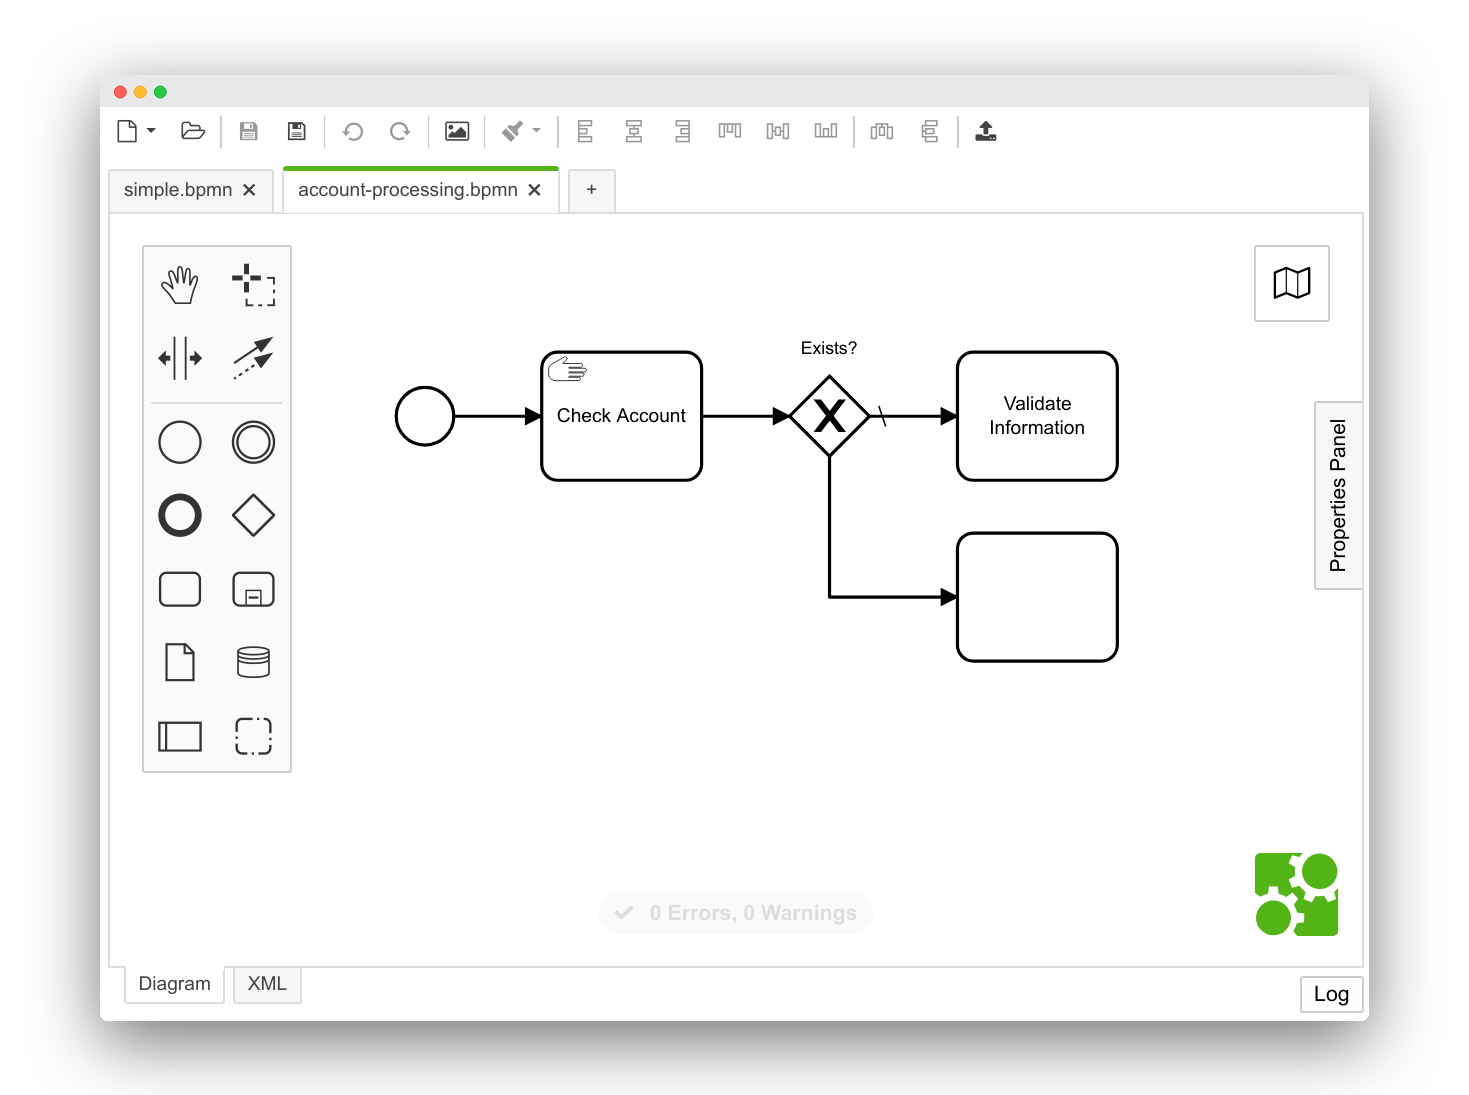 simple.bpmn
account-processing.bpmn
+
Exists?
Check Account
X
Validate
Information
Properties Panel
0 Errors, 0 Warnings
Diagram
XML
Log